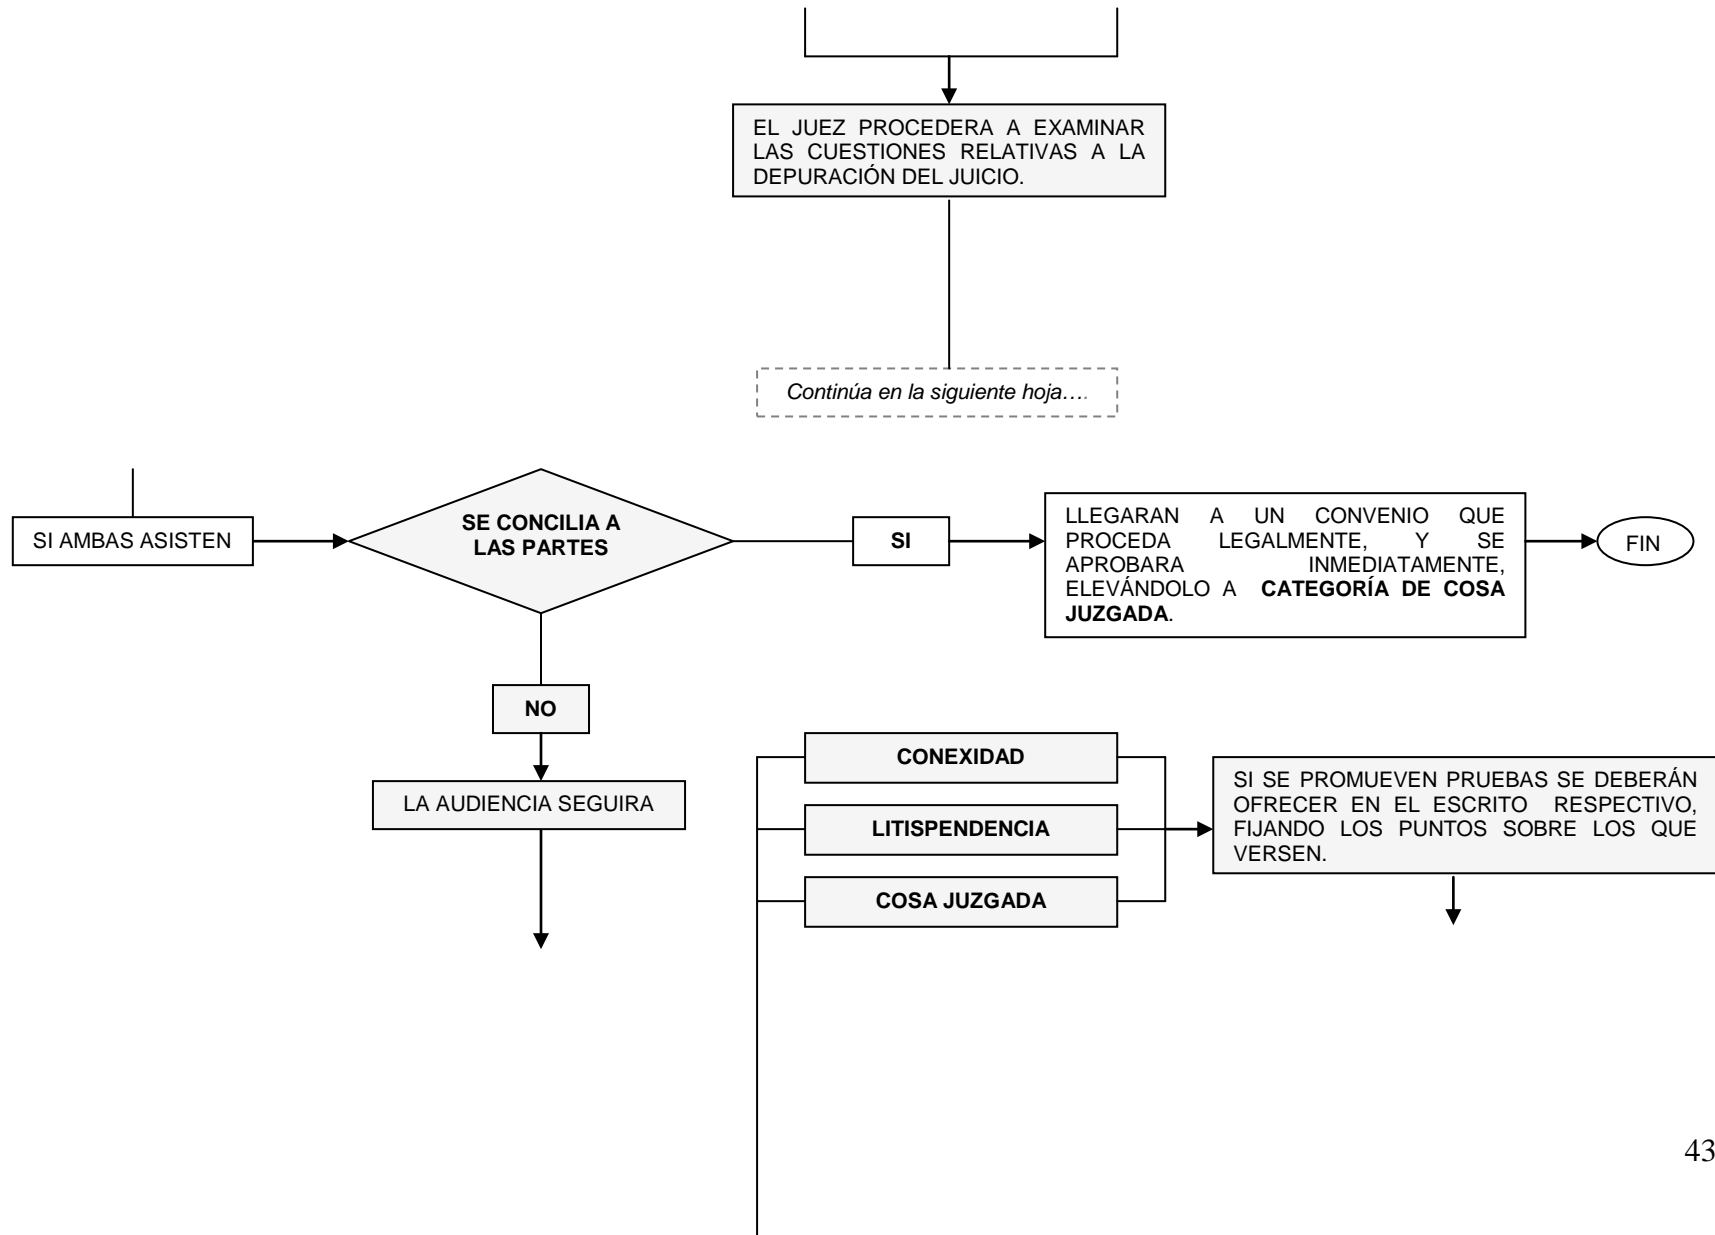 EL JUEZ PROCEDERA A EXAMINAR
LAS CUESTIONES RELATIVAS A LA
DEPURACIÓN DEL JUICIO.
Continúa en la siguiente hoja….
SI AMBAS ASISTEN
SE CONCILIA A
LAS PARTES
SI
LLEGARAN A UN CONVENIO QUE
PROCEDA LEGALMENTE, Y SE
APROBARA INMEDIATAMENTE,
ELEVÁNDOLO A CATEGORÍA DE COSA
JUZGADA.
FIN
NO
LA AUDIENCIA SEGUIRA
CONEXIDAD
LITISPENDENCIA
COSA JUZGADA
SI SE PROMUEVEN PRUEBAS SE DEBERÁN
OFRECER EN EL ESCRITO RESPECTIVO,
FIJANDO LOS PUNTOS SOBRE LOS QUE
VERSEN.
43